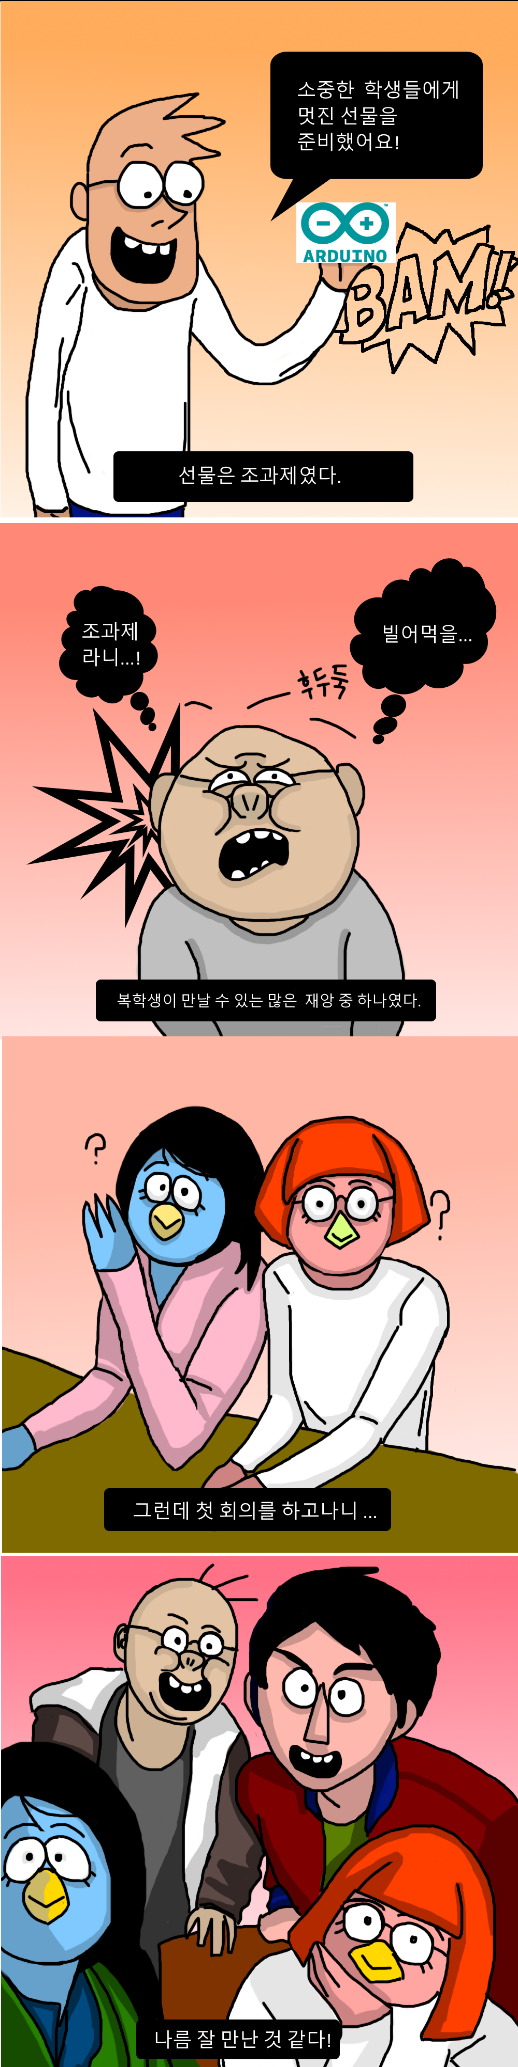 소중한 학생들에게
멋진 선물을
준비했어요!
ARDUINO
BAM!!
선물은 조과제였다.
조과제
라니...!
빌어먹을...
후두둑
복학생이 만날 수 있는 많은 재앙 중 하나였다.
?
?
그런데 첫 회의를 하고나니 ...
나름 잘 만난 것 같다!